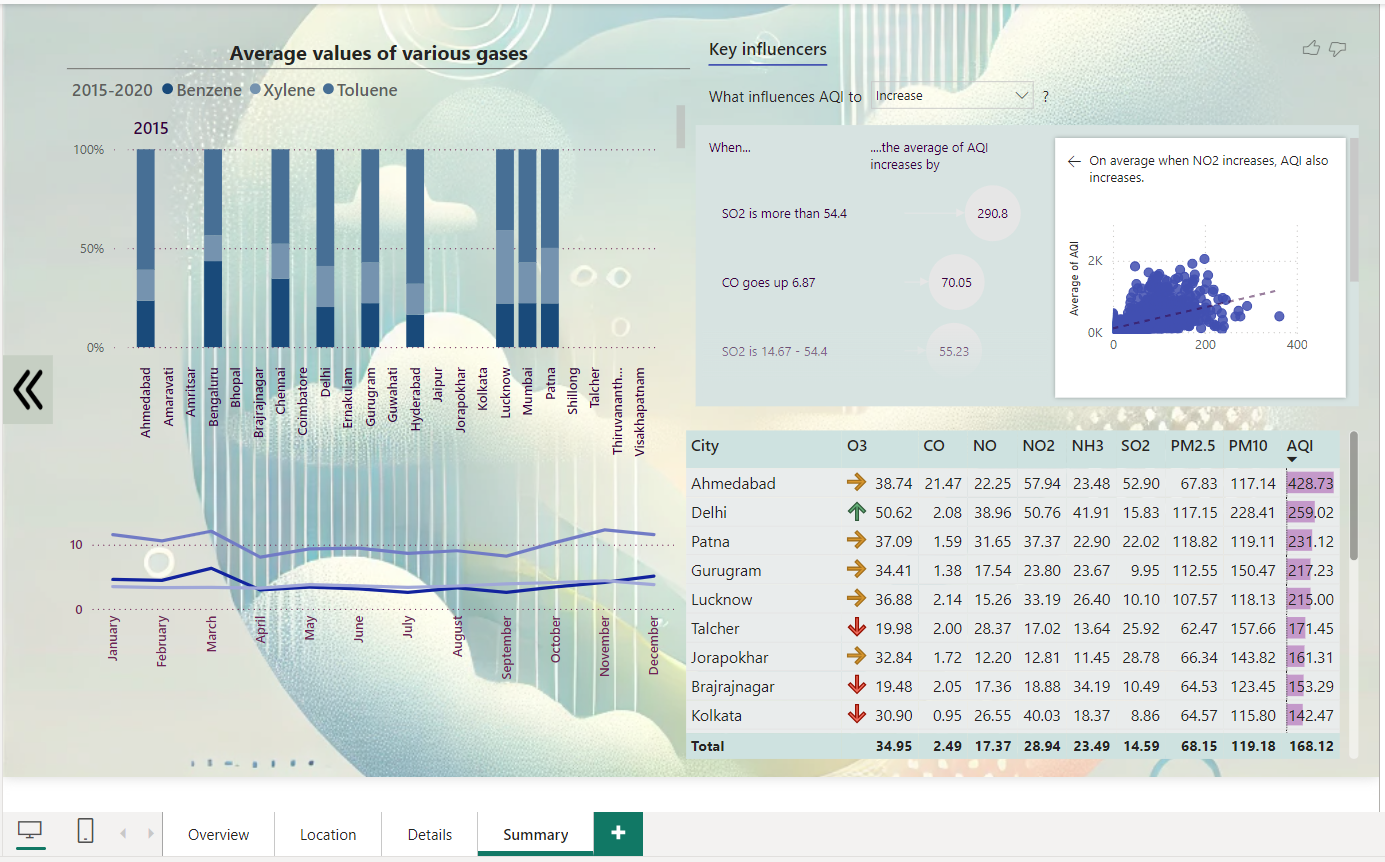 Average values of various gases
2015-2020 Benzene Xylene Toluene
2015
100%
50%
0%
Ahmedabad
Amaravati
Amritsar
Bengaluru
Bhopal
Brajrajnagar
Chennai
Coimbatore
Delhi
Ernakulam
Gurugram
Guwahati
Hyderabad
Jaipur
Jorapokhar
Kolkata
Lucknow
Mumbai
Patna
Shillong
Talcher
Thiruvananth...
Visakhapatnam
10
0
January
February
March
April
May
June
July
August
September
October
November
December
Key influencers
What influences AQI to Increase ?
When...
....the average of AQI
increases by
SO2 is more than 54.4 290.8
CO goes up 6.87 70.05
SO2 is 14.67 - 54.4 55.23
On average when NO2 increases, AQI also
increases.
Average of AQI
2K
0K
0 200 400
City O3 CO NO NO2 NH3 SO2 PM2.5 PM10 AQI
Ahmedabad 38.74 21.47 22.25 57.94 23.48 52.90 67.83 117.14 428.73
Delhi 50.62 2.08 38.96 50.76 41.91 15.83 117.15 228.41 259.02
Patna 37.09 1.59 31.65 37.37 22.90 22.02 118.82 119.11 231.12
Gurugram 34.41 1.38 17.54 23.80 23.67 9.95 112.55 150.47 217.23
Lucknow 36.88 2.14 15.26 33.19 26.40 10.10 107.57 118.13 215.00
Talcher 19.98 2.00 28.37 17.02 13.64 25.92 62.47 157.66 171.45
Jorapokhar 32.84 1.72 12.20 12.81 11.45 28.78 66.34 143.82 161.31
Brajrajnagar 19.48 2.05 17.36 18.88 34.19 10.49 64.53 123.45 153.29
Kolkata 30.90 0.95 26.55 40.03 18.37 8.86 64.57 115.80 142.47
Total 34.95 2.49 17.37 28.94 23.49 14.59 68.15 119.18 168.12
Overview Location Details Summary +